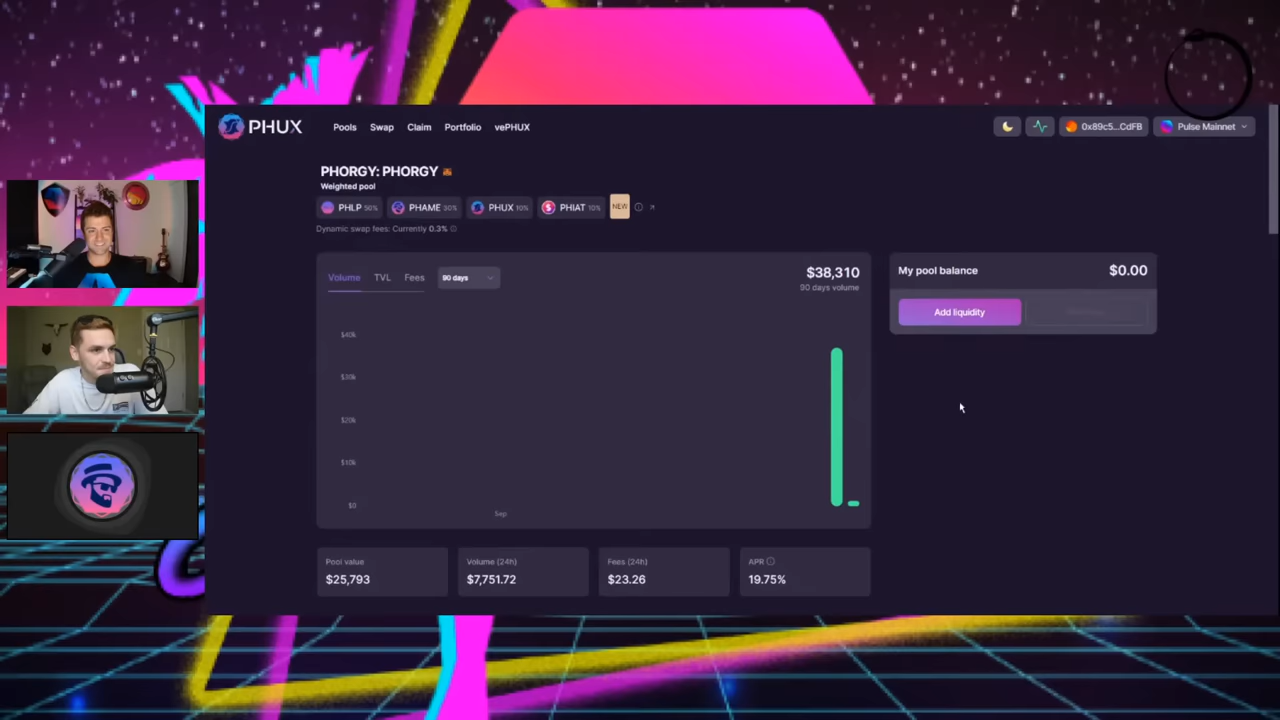 PHUX Pools Swap Claim Portfolio vePHUX 0x89c5...CdFB Pulse Mainnet
PHORGY: PHORGY
Weighted pool
PHLP 50% PHAME 30% PHUX 10% PHIAT 10% NEW
Dynamic swap fees: Currently 0.3%
Volume TVL Fees 90 days $38,310
90 days volume
My pool balance $0.00
Add liquidity
$40k
$30k
$20k
$10k
$0
Sep
Pool value Volume (24h) Fees (24h) APR
$25,793 $7,751.72 $23.26 19.75%